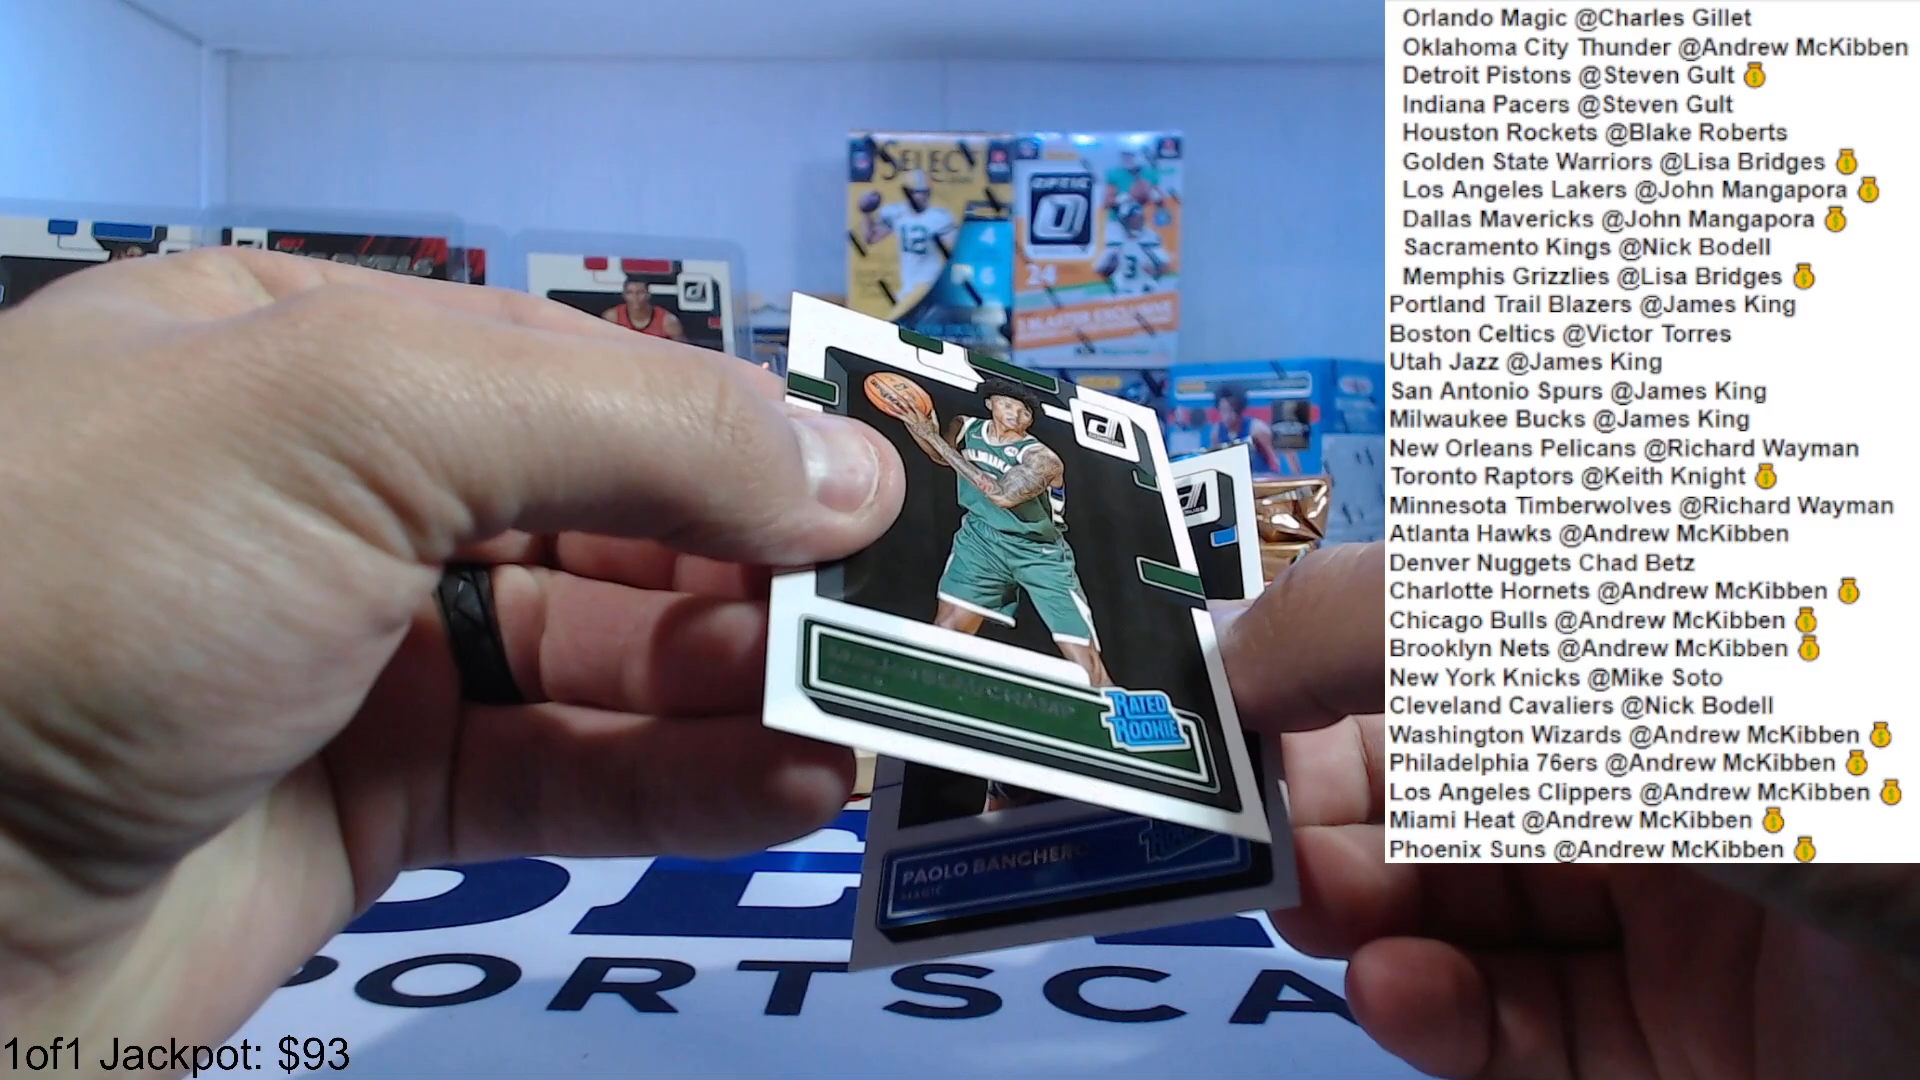 Orlando Magic @Charles Gillet
Oklahoma City Thunder @Andrew McKibben
Detroit Pistons @Steven Gult
Indiana Pacers @Steven Gult
Houston Rockets @Blake Roberts
Golden State Warriors @Lisa Bridges
Los Angeles Lakers @John Mangapora
Dallas Mavericks @John Mangapora
Sacramento Kings @Nick Bodell
Memphis Grizzlies @Lisa Bridges
Portland Trail Blazers @James King
Boston Celtics @Victor Torres
Utah Jazz @James King
San Antonio Spurs @James King
Milwaukee Bucks @James King
New Orleans Pelicans @Richard Wayman
Toronto Raptors @Keith Knight
Minnesota Timberwolves @Richard Wayman
Atlanta Hawks @Andrew McKibben
Denver Nuggets Chad Betz
Charlotte Hornets @Andrew McKibben
Chicago Bulls @Andrew McKibben
Brooklyn Nets @Andrew McKibben
New York Knicks @Mike Soto
Cleveland Cavaliers @Nick Bodell
Washington Wizards @Andrew McKibben
Philadelphia 76ers @Andrew McKibben
Los Angeles Clippers @Andrew McKibben
Miami Heat @Andrew McKibben
Phoenix Suns @Andrew McKibben
SELECT
12
4
6
OPTIC
24
3
BEAUCHAMP
RATED
ROOKIE
PAOLO BANCHERO
MAGIC
PORTSCA
1of1 Jackpot: $93